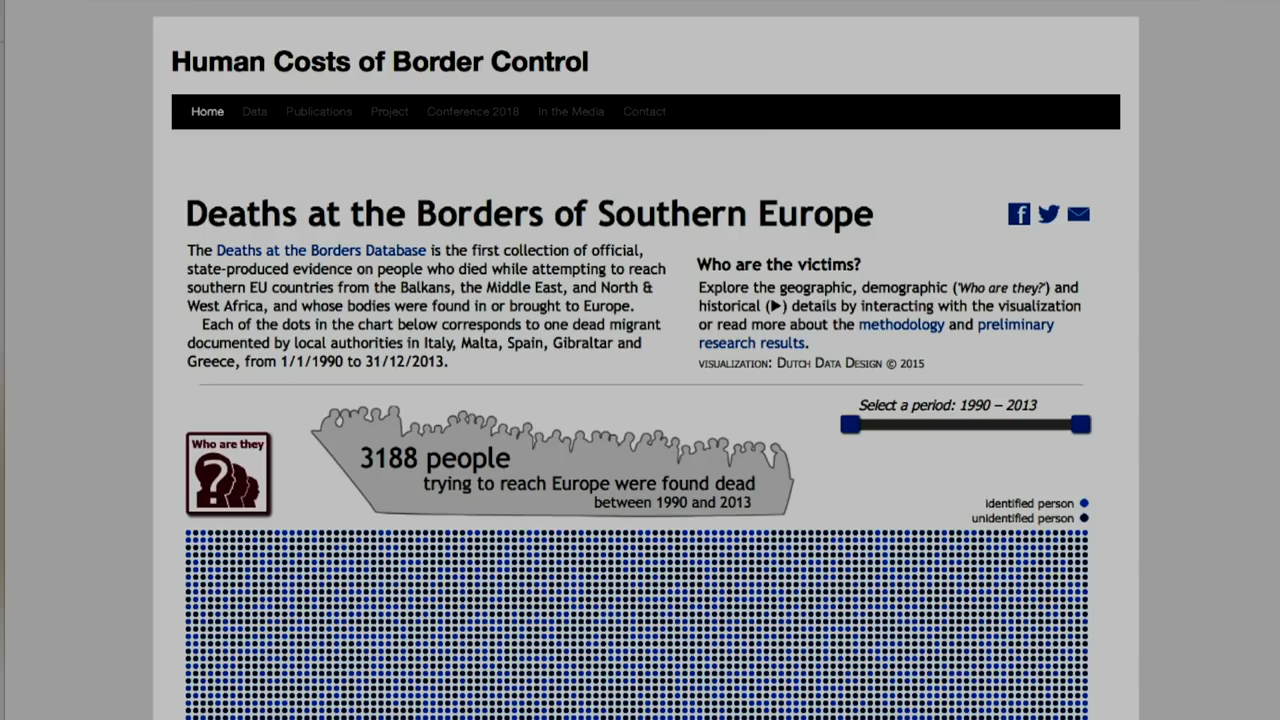 Human Costs of Border Control
Home Data Publications Project Conference 2018 In the Media Contact
Deaths at the Borders of Southern Europe
The Deaths at the Borders Database is the first collection of official,
state-produced evidence on people who died while attempting to reach
southern EU countries from the Balkans, the Middle East, and North &
West Africa, and whose bodies were found in or brought to Europe.
Each of the dots in the chart below corresponds to one dead migrant
documented by local authorities in Italy, Malta, Spain, Gibraltar and
Greece, from 1/1/1990 to 31/12/2013.
Who are the victims?
Explore the geographic, demographic ('Who are they?') and
historical (▶) details by interacting with the visualization
or read more about the methodology and preliminary
research results.
VISUALIZATION: DUTCH DATA DESIGN © 2015
Select a period: 1990 – 2013
Who are they
?
3188 people
trying to reach Europe were found dead
between 1990 and 2013
identified person
unidentified person